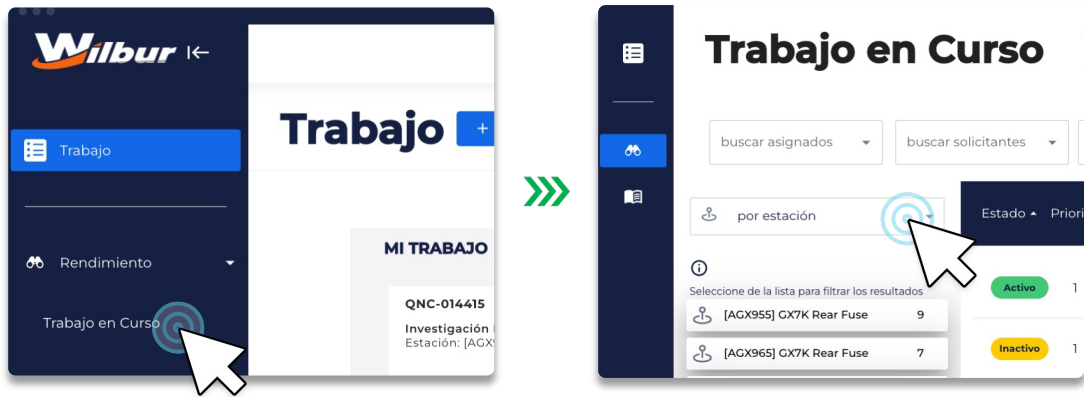 Wilbur
Trabajo
Rendimiento
Trabajo en Curso
Trabajo +
MI TRABAJO
QNC-014415
Investigación
Estación: [AGX
Trabajo en Curso
buscar asignados
buscar solicitantes
por estación
Seleccione de la lista para filtrar los resultados
[AGX955] GX7K Rear Fuse 9
[AGX965] GX7K Rear Fuse 7
Estado Priori
Activo 1
Inactivo 1